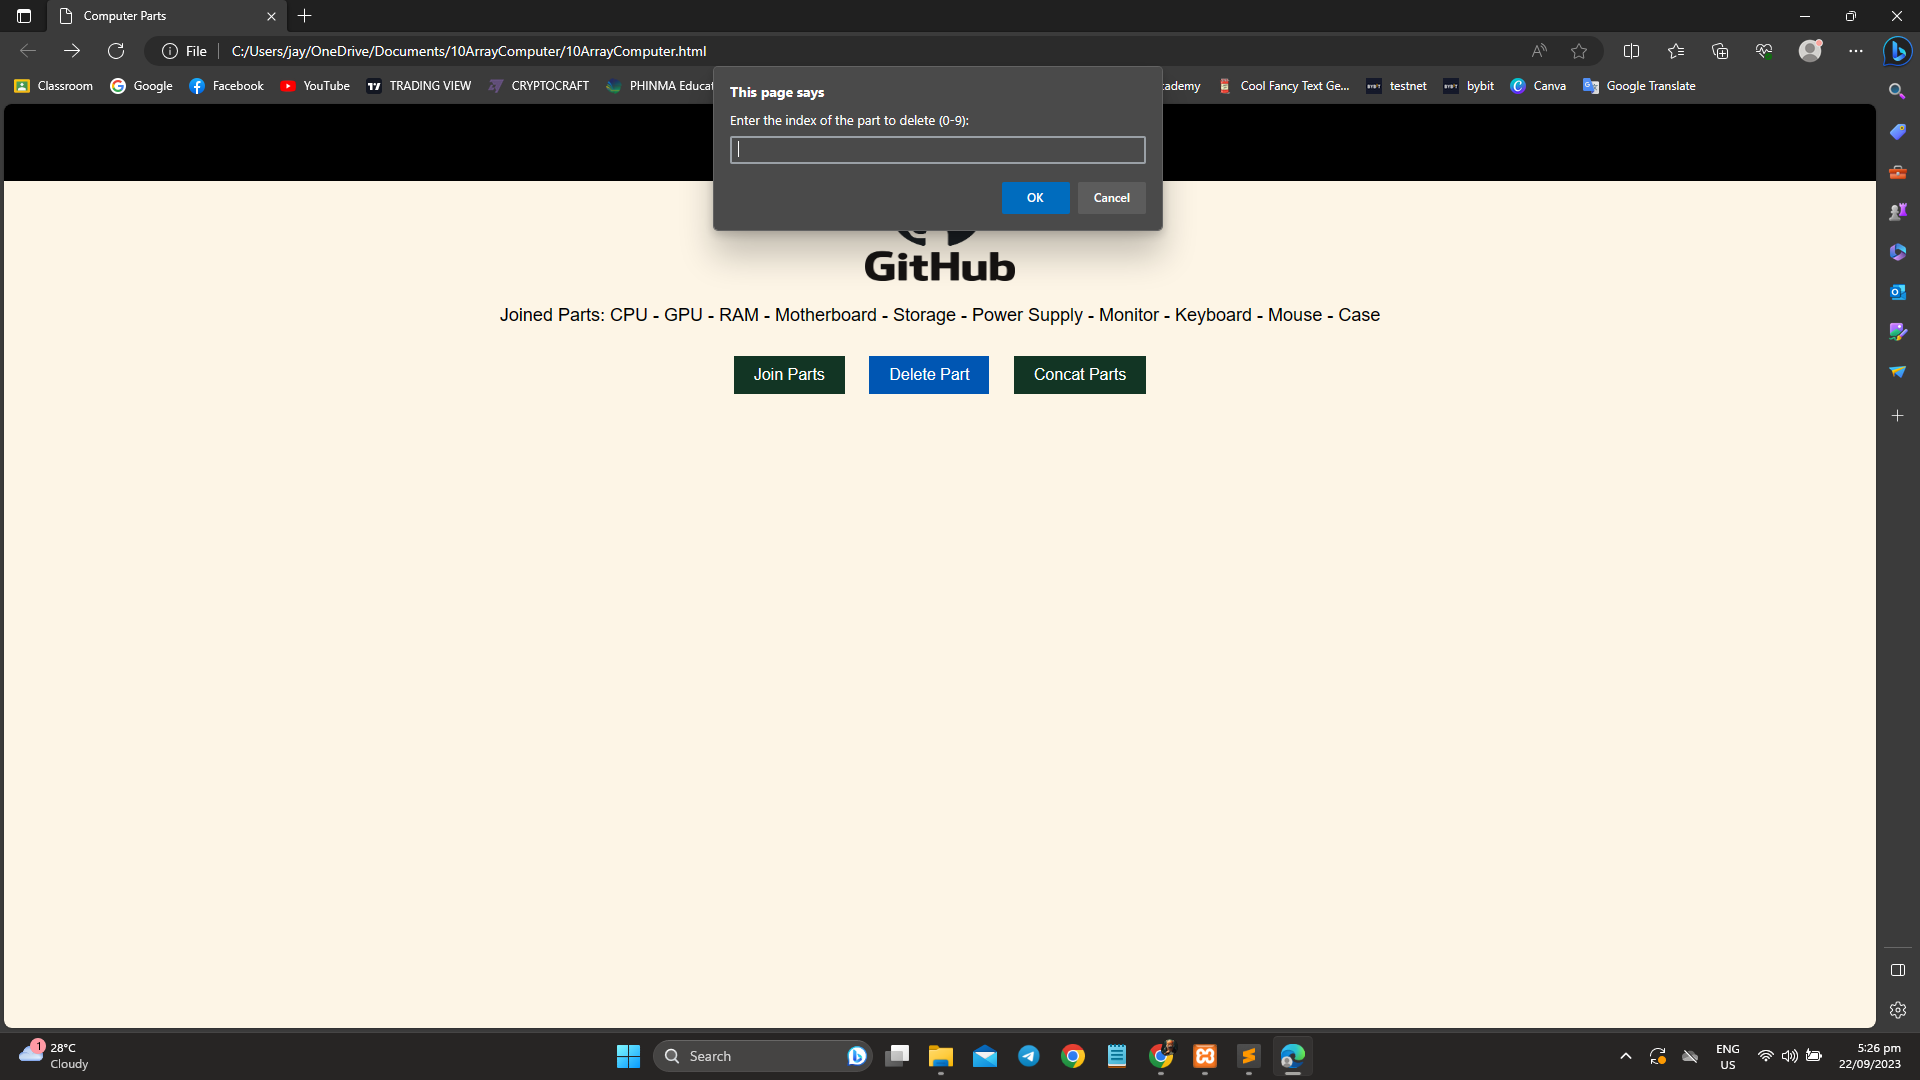 Computer Parts
File
C:/Users/jay/OneDrive/Documents/10ArrayComputer/10ArrayComputer.html
Classroom
Google
Facebook
YouTube
TRADING VIEW
CRYPTOCRAFT
PHINMA Educat
cademy
Cool Fancy Text Ge...
testnet
bybit
Canva
Google Translate
This page says
Enter the index of the part to delete (0-9):
OK
Cancel
GitHub
Joined Parts: CPU - GPU - RAM - Motherboard - Storage - Power Supply - Monitor - Keyboard - Mouse - Case
Join Parts
Delete Part
Concat Parts
1
28°C
Cloudy
Search
ENG
US
5:26 pm
22/09/2023